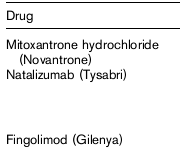 Drug
Mitoxantrone hydrochloride
(Novantrone)
Natalizumab (Tysabri)
Fingolimod (Gilenya)